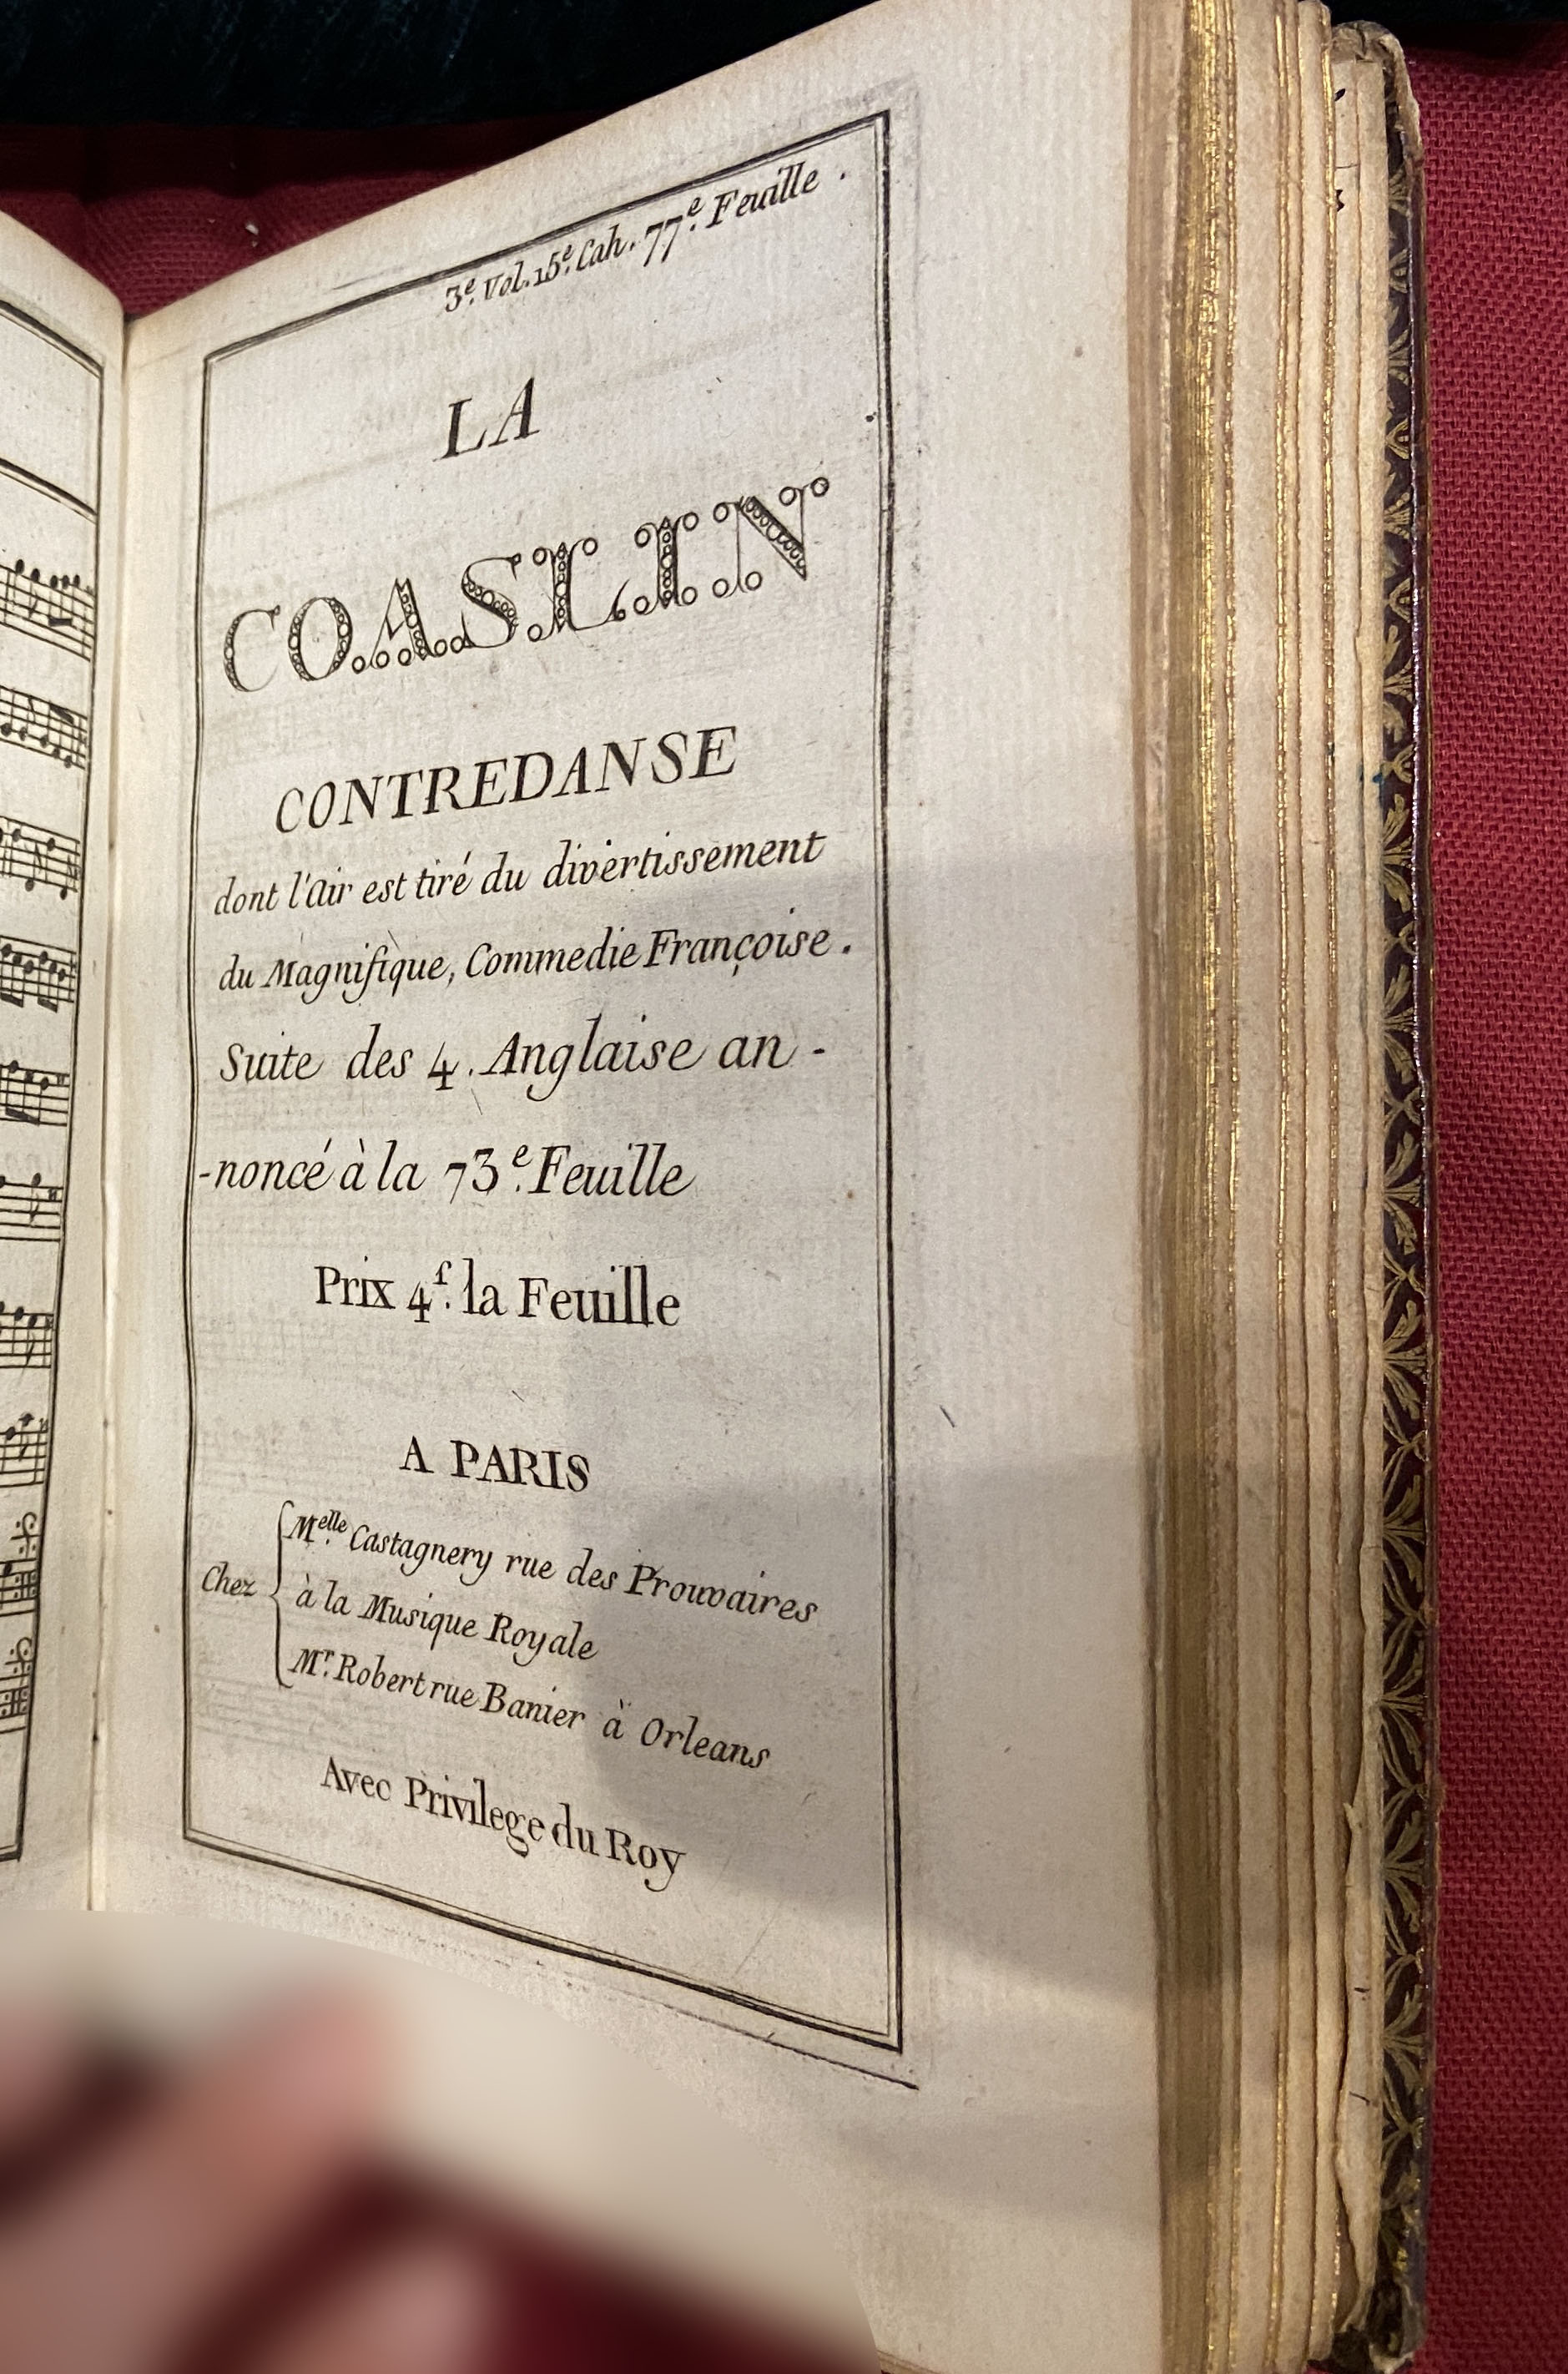 3e. Vol. 15e. Cah. 77e. Feuille.
LA
COASLIN
CONTREDANSE
dont l'Air est tiré du divertissement
du Magnifique, Commedie Françoise.
Suite des 4. Anglaise an-
-noncé à la 73e. Feuille
Prix 4f. la Feuille
A PARIS
Chez
Melle. Castagnery rue des Prouvaires
à la Musique Royale
Mr. Robert rue Banier à Orleans
Avec Privilege du Roy